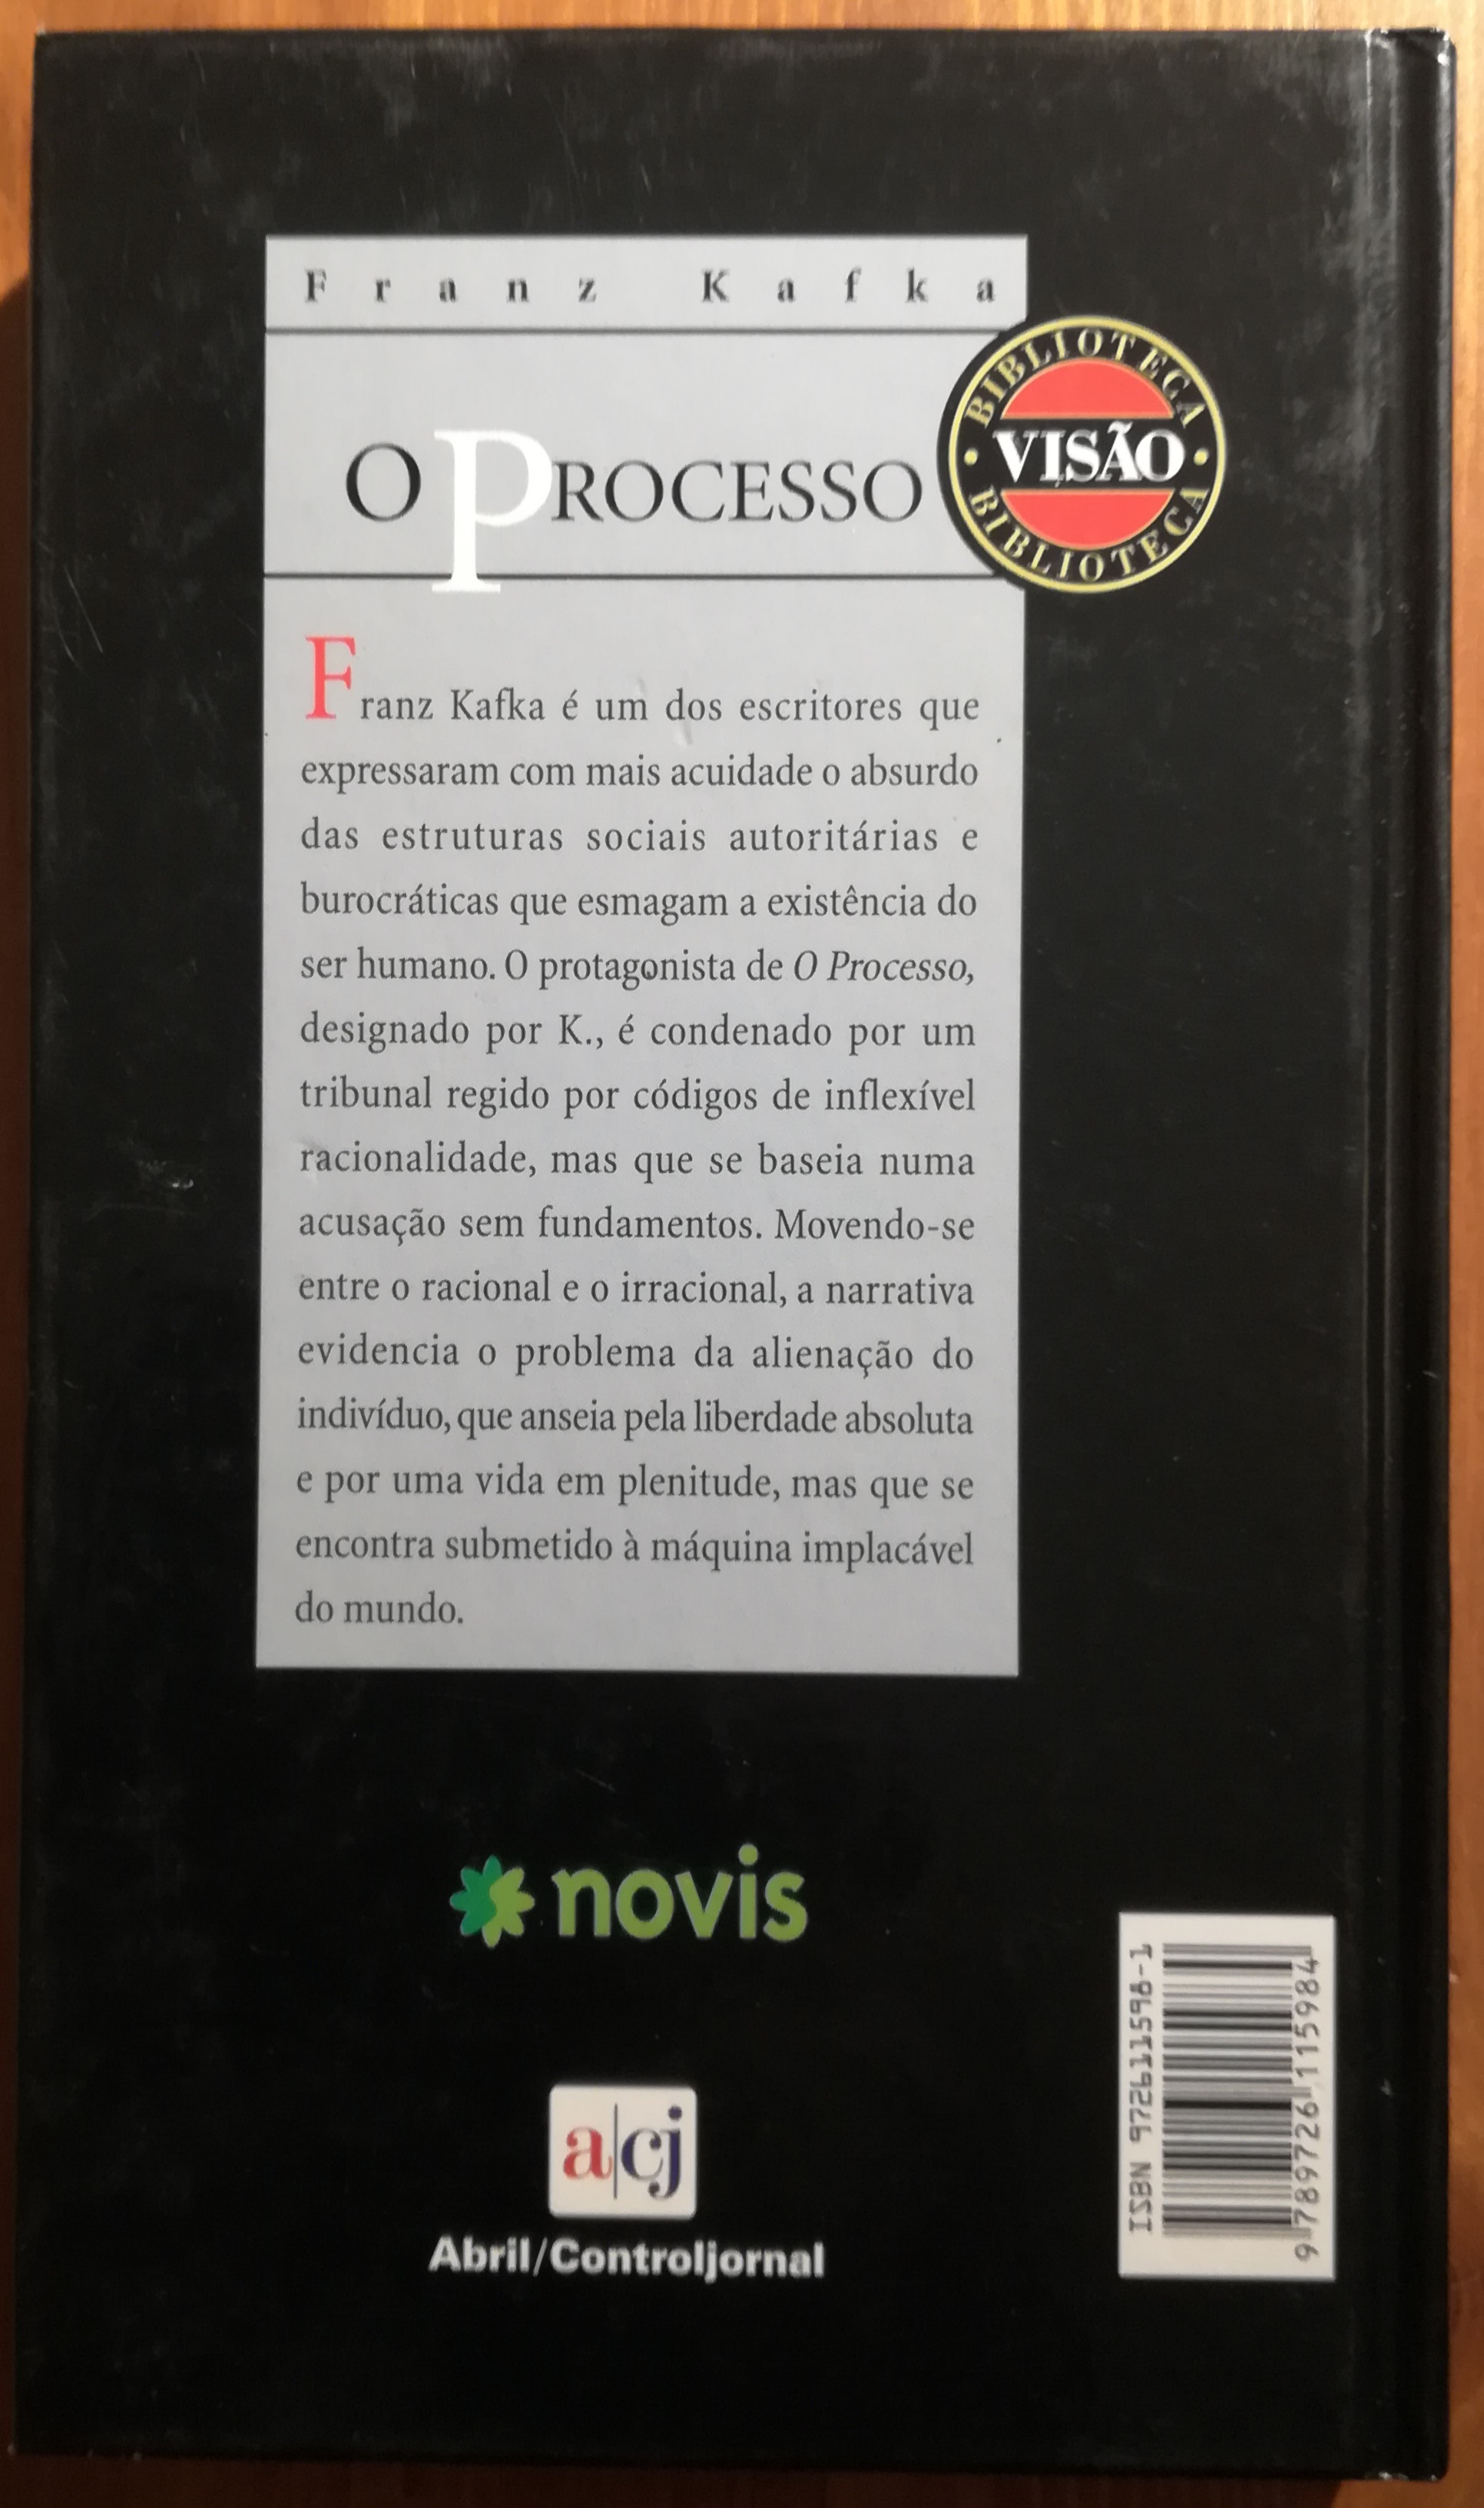 Franz Kafka
O PROCESSO
BIBLIOTECA
VISÃO
BIBLIOTECA
Franz Kafka é um dos escritores que
expressaram com mais acuidade o absurdo
das estruturas sociais autoritárias e
burocráticas que esmagam a existência do
ser humano. O protagonista de O Processo,
designado por K., é condenado por um
tribunal regido por códigos de inflexível
racionalidade, mas que se baseia numa
acusação sem fundamentos. Movendo-se
entre o racional e o irracional, a narrativa
evidencia o problema da alienação do
indivíduo, que anseia pela liberdade absoluta
e por uma vida em plenitude, mas que se
encontra submetido à máquina implacável
do mundo.
novis
a|cj
Abril/Controljornal
ISBN 972611598-1
9 789726 115984